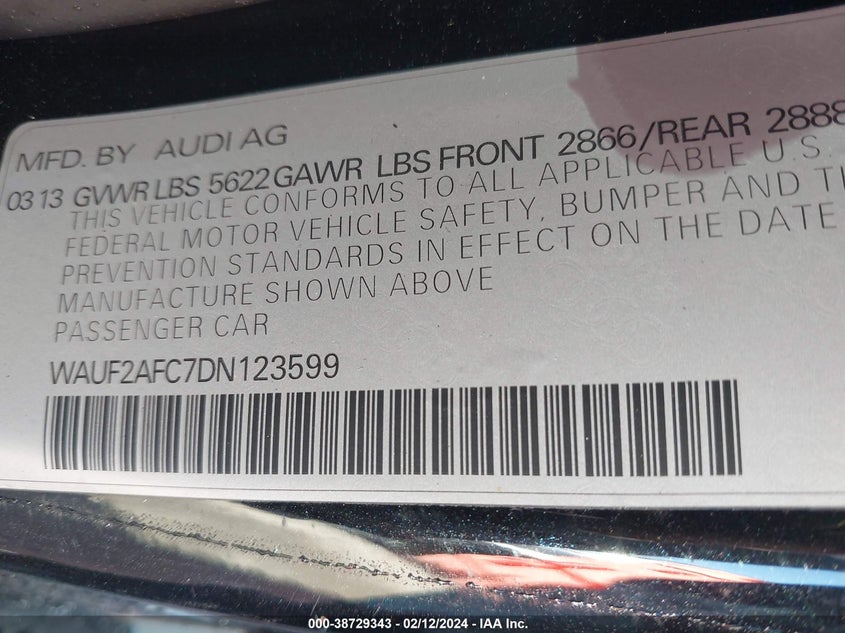 MFD. BY AUDI AG
03 13 GVWR LBS 5622 GAWR LBS FRONT 2866/REAR 2888
THIS VEHICLE CONFORMS TO ALL APPLICABLE U.S.
FEDERAL MOTOR VEHICLE SAFETY, BUMPER AND
PREVENTION STANDARDS IN EFFECT ON THE DATE
MANUFACTURE SHOWN ABOVE
PASSENGER CAR
WAUF2AFC7DN123599
000-38729343 - 02/12/2024 - IAA Inc.